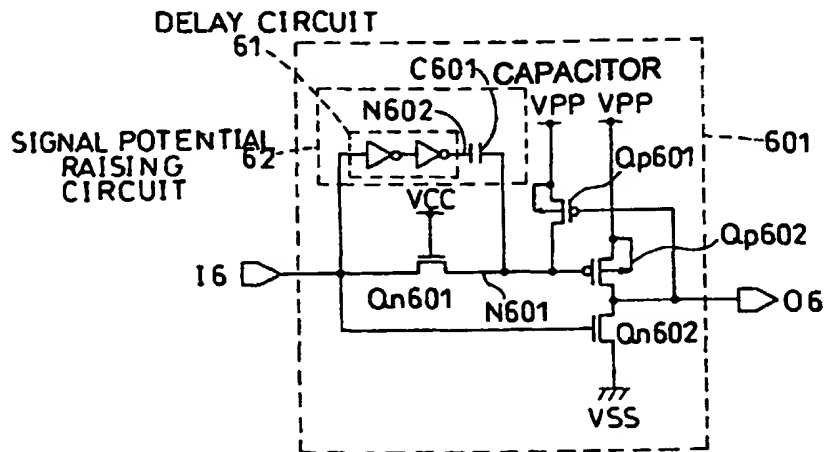 DELAY CIRCUIT
61
C601
CAPACITOR
N602
VPP
VPP
SIGNAL POTENTIAL
RAISING
CIRCUIT
62
601
Qp601
VCC
Qp602
I6
Qn601
N601
O6
Qn602
VSS